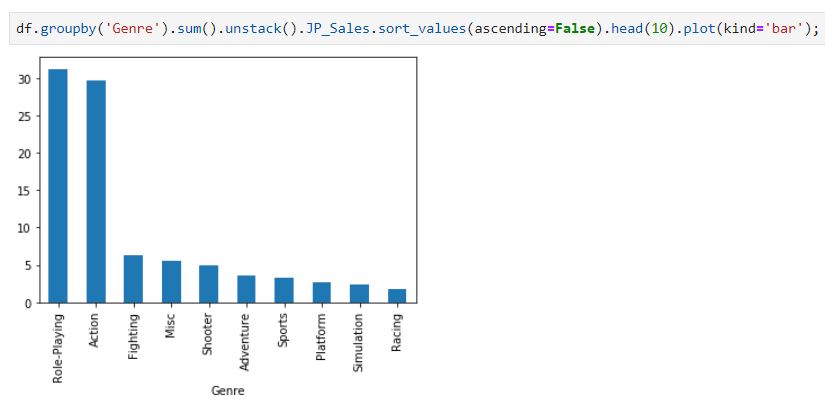 df.groupby('Genre').sum().unstack().JP_Sales.sort_values(ascending=False).head(10).plot(kind='bar');
30
25
20
15
10
5
0
Role-Playing
Action
Fighting
Misc
Shooter
Adventure
Sports
Platform
Simulation
Racing
Genre